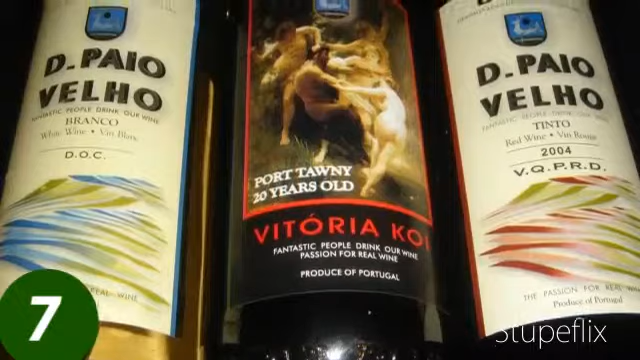 D. PAIO
VELHO
FANTASTIC PEOPLE DRINK OUR WINE
BRANCO
White Wine • Vin Blanc
D.O.C.
REAL WINE
PORT TAWNY
20 YEARS OLD
VITÓRIA KOI
FANTASTIC PEOPLE DRINK OUR WINE
PASSION FOR REAL WINE
PRODUCE OF PORTUGAL
D. PAIO
VELHO
FANTASTIC PEOPLE DRINK OUR WINE
TINTO
Red Wine • Vin Rouge
2004
V.Q.P.R.D.
THE PASSION FOR REAL
Produce of Portugal
7
Stupeflix